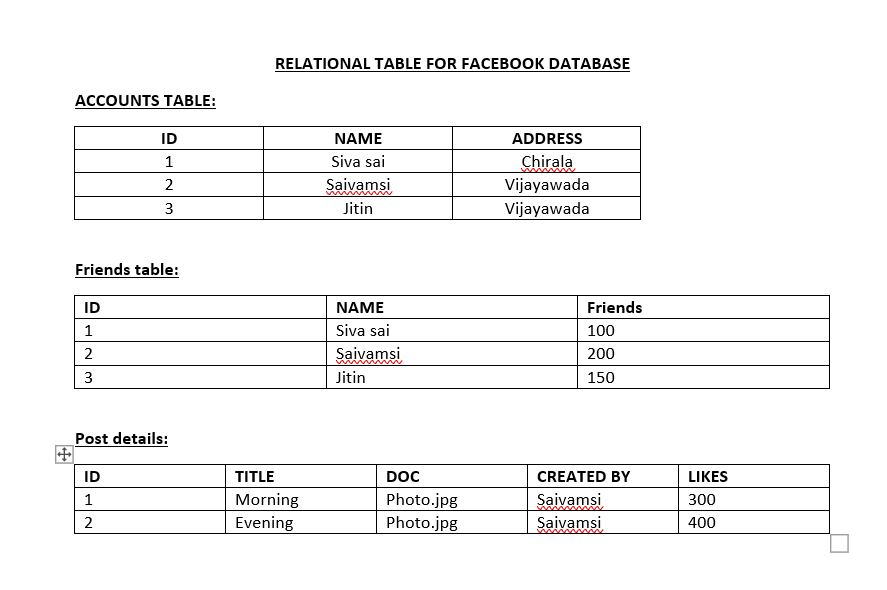 RELATIONAL TABLE FOR FACEBOOK DATABASE
ACCOUNTS TABLE:
ID NAME ADDRESS
1 Siva sai Chirala
2 Saivamsi Vijayawada
3 Jitin Vijayawada
Friends table:
ID NAME Friends
1 Siva sai 100
2 Saivamsi 200
3 Jitin 150
Post details:
ID TITLE DOC CREATED BY LIKES
1 Morning Photo.jpg Saivamsi 300
2 Evening Photo.jpg Saivamsi 400